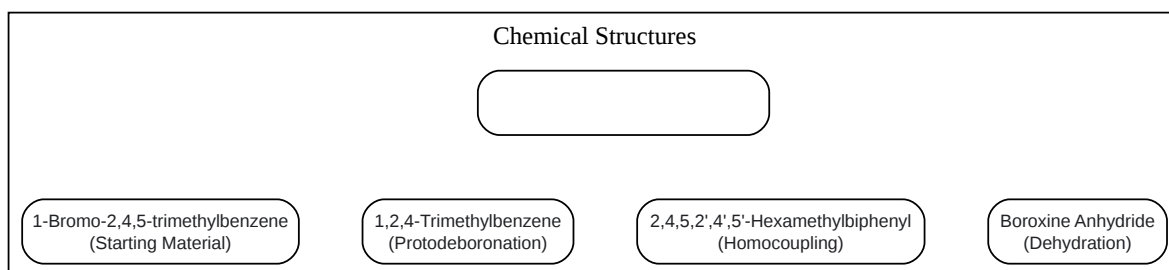 Chemical Structures
1-Bromo-2,4,5-trimethylbenzene
(Starting Material)
1,2,4-Trimethylbenzene
(Protodeboronation)
2,4,5,2',4',5'-Hexamethylbiphenyl
(Homocoupling)
Boroxine Anhydride
(Dehydration)